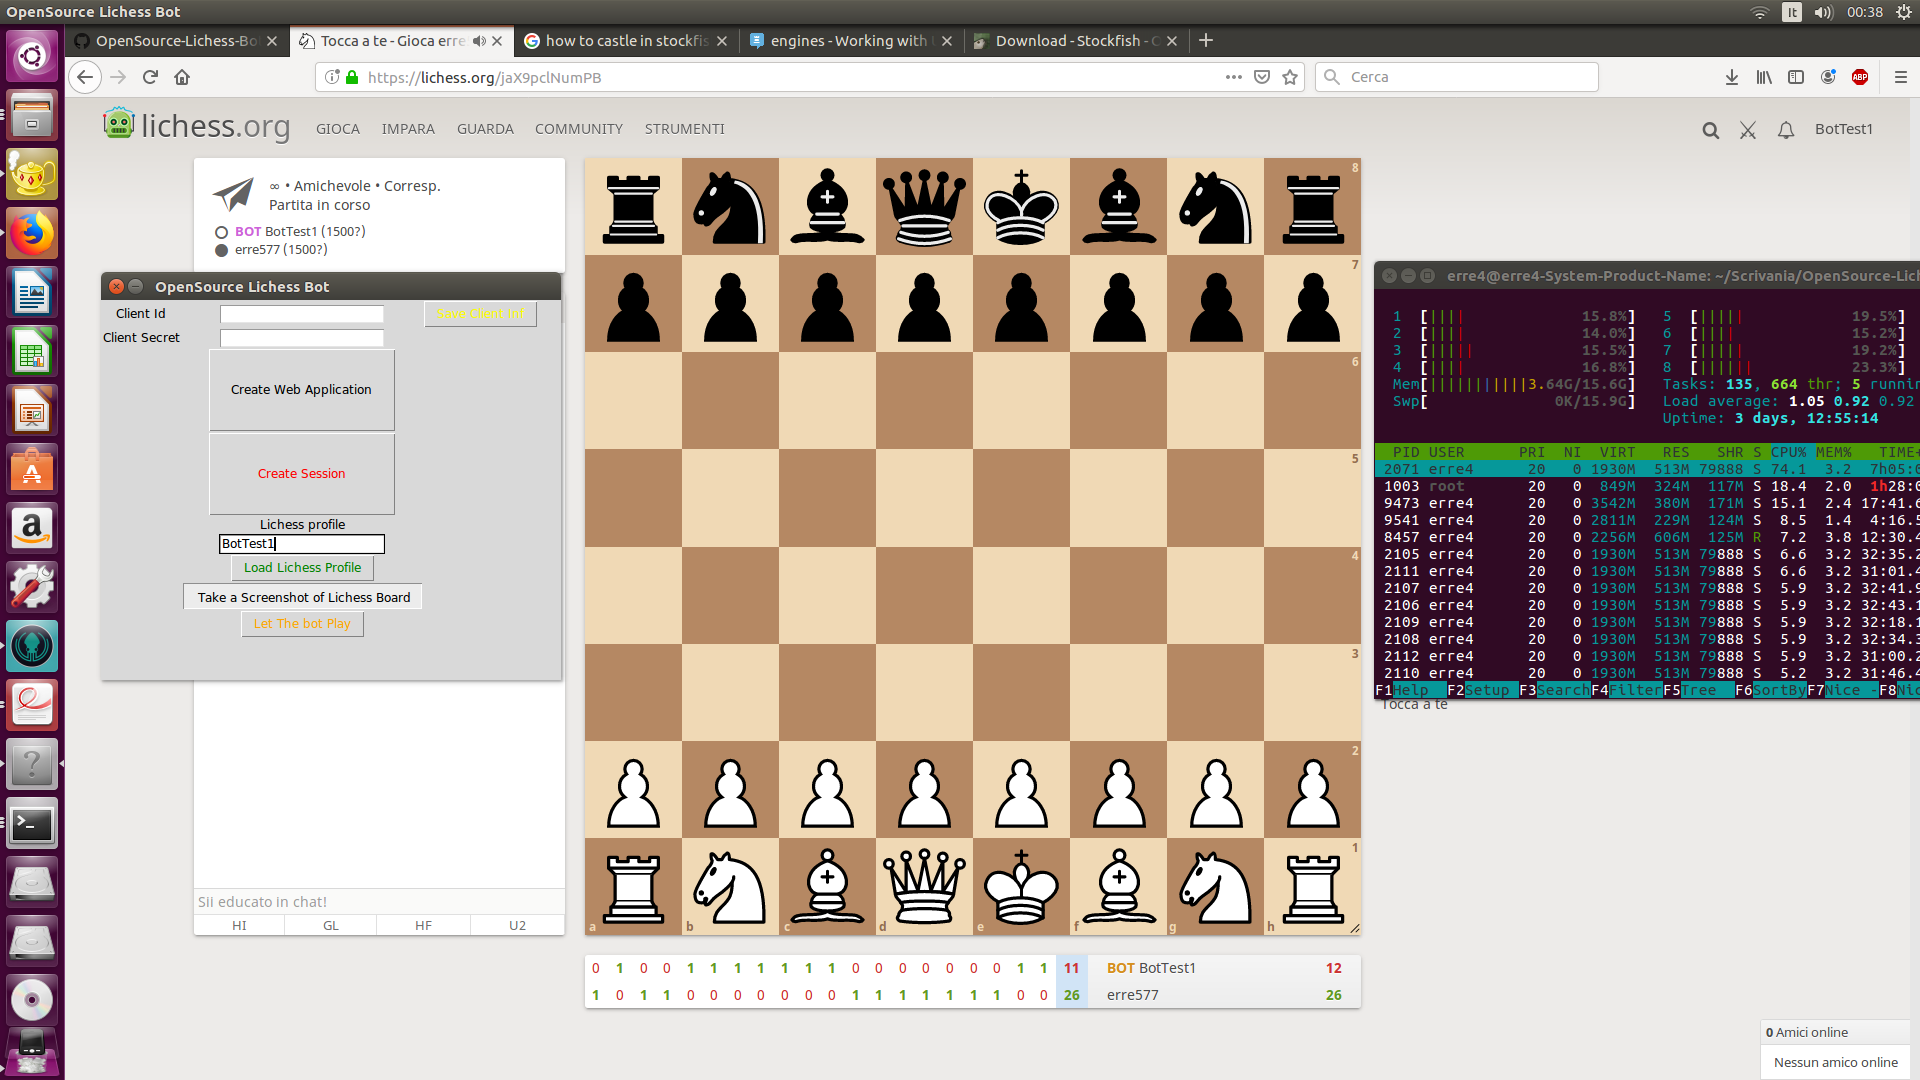 OpenSource Lichess Bot
It
00:38
OpenSource-Lichess-Bo
Tocca a te - Gioca erre
how to castle in stockfis
engines - Working with
Download - Stockfish -
https://lichess.org/jaX9pclNumPB
Cerca
ABP
lichess.org
GIOCA
IMPARA
GUARDA
COMMUNITY
STRUMENTI
BotTest1
∞ • Amichevole • Corresp.
Partita in corso
BOT BotTest1 (1500?)
erre577 (1500?)
OpenSource Lichess Bot
Client Id
Save Client Inf
Client Secret
Create Web Application
Create Session
Lichess profile
BotTest1
Load Lichess Profile
Take a Screenshot of Lichess Board
Let The bot Play
Sii educato in chat!
HI GL HF U2
8
7
6
5
4
3
2
1
a b c d e f g h
0 1 0 0 1 1 1 1 1 1 1 0 0 0 0 0 0 0 1 1 11 BOT BotTest1 12
1 0 1 1 0 0 0 0 0 0 0 1 1 1 1 1 1 1 0 0 26 erre577 26
erre4@erre4-System-Product-Name: ~/Scrivania/OpenSource-Lic
1 [|||| 15.8%] 5 [||||| 19.5%]
2 [|||| 14.0%] 6 [|||| 15.2%]
3 [||||| 15.5%] 7 [||||| 19.2%]
4 [|||| 16.8%] 8 [|||||| 23.3%]
Mem[|||||||||||3.64G/15.6G] Tasks: 135, 664 thr; 5 runnin
Swp[ 0K/15.9G] Load average: 1.05 0.92 0.92
Uptime: 3 days, 12:55:14
PID USER PRI NI VIRT RES SHR S CPU% MEM% TIME+
2071 erre4 20 0 1930M 513M 79888 S 74.1 3.2 7h05:0
1003 root 20 0 849M 324M 117M S 18.4 2.0 1h28:0
9473 erre4 20 0 3542M 380M 171M S 15.1 2.4 17:41.6
9541 erre4 20 0 2811M 229M 124M S 8.5 1.4 4:16.5
8457 erre4 20 0 2256M 606M 125M R 7.2 3.8 12:30.4
2105 erre4 20 0 1930M 513M 79888 S 6.6 3.2 32:35.2
2111 erre4 20 0 1930M 513M 79888 S 6.6 3.2 31:01.4
2107 erre4 20 0 1930M 513M 79888 S 5.9 3.2 32:41.9
2106 erre4 20 0 1930M 513M 79888 S 5.9 3.2 32:43.1
2109 erre4 20 0 1930M 513M 79888 S 5.9 3.2 32:18.1
2108 erre4 20 0 1930M 513M 79888 S 5.9 3.2 32:34.3
2112 erre4 20 0 1930M 513M 79888 S 5.9 3.2 31:00.2
2110 erre4 20 0 1930M 513M 79888 S 5.2 3.2 31:46.4
F1Help F2Setup F3SearchF4FilterF5Tree F6SortByF7Nice -F8Nic
Tocca a te
0 Amici online
Nessun amico online